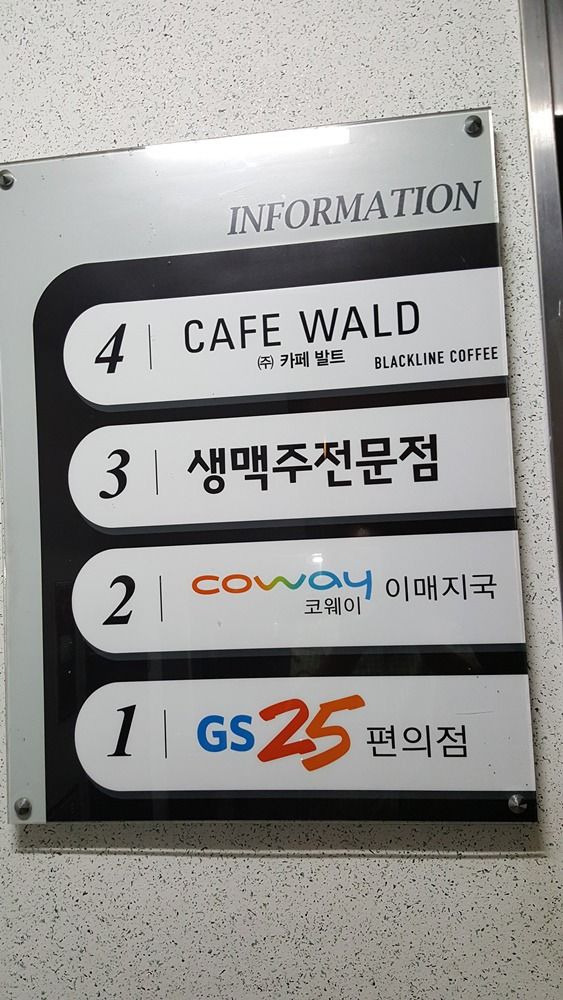 INFORMATION
4 CAFE WALD
㈜ 카페 발트 BLACKLINE COFFEE
3 생맥주전문점
2 coway 이매지국
코웨이
1 GS25 편의점